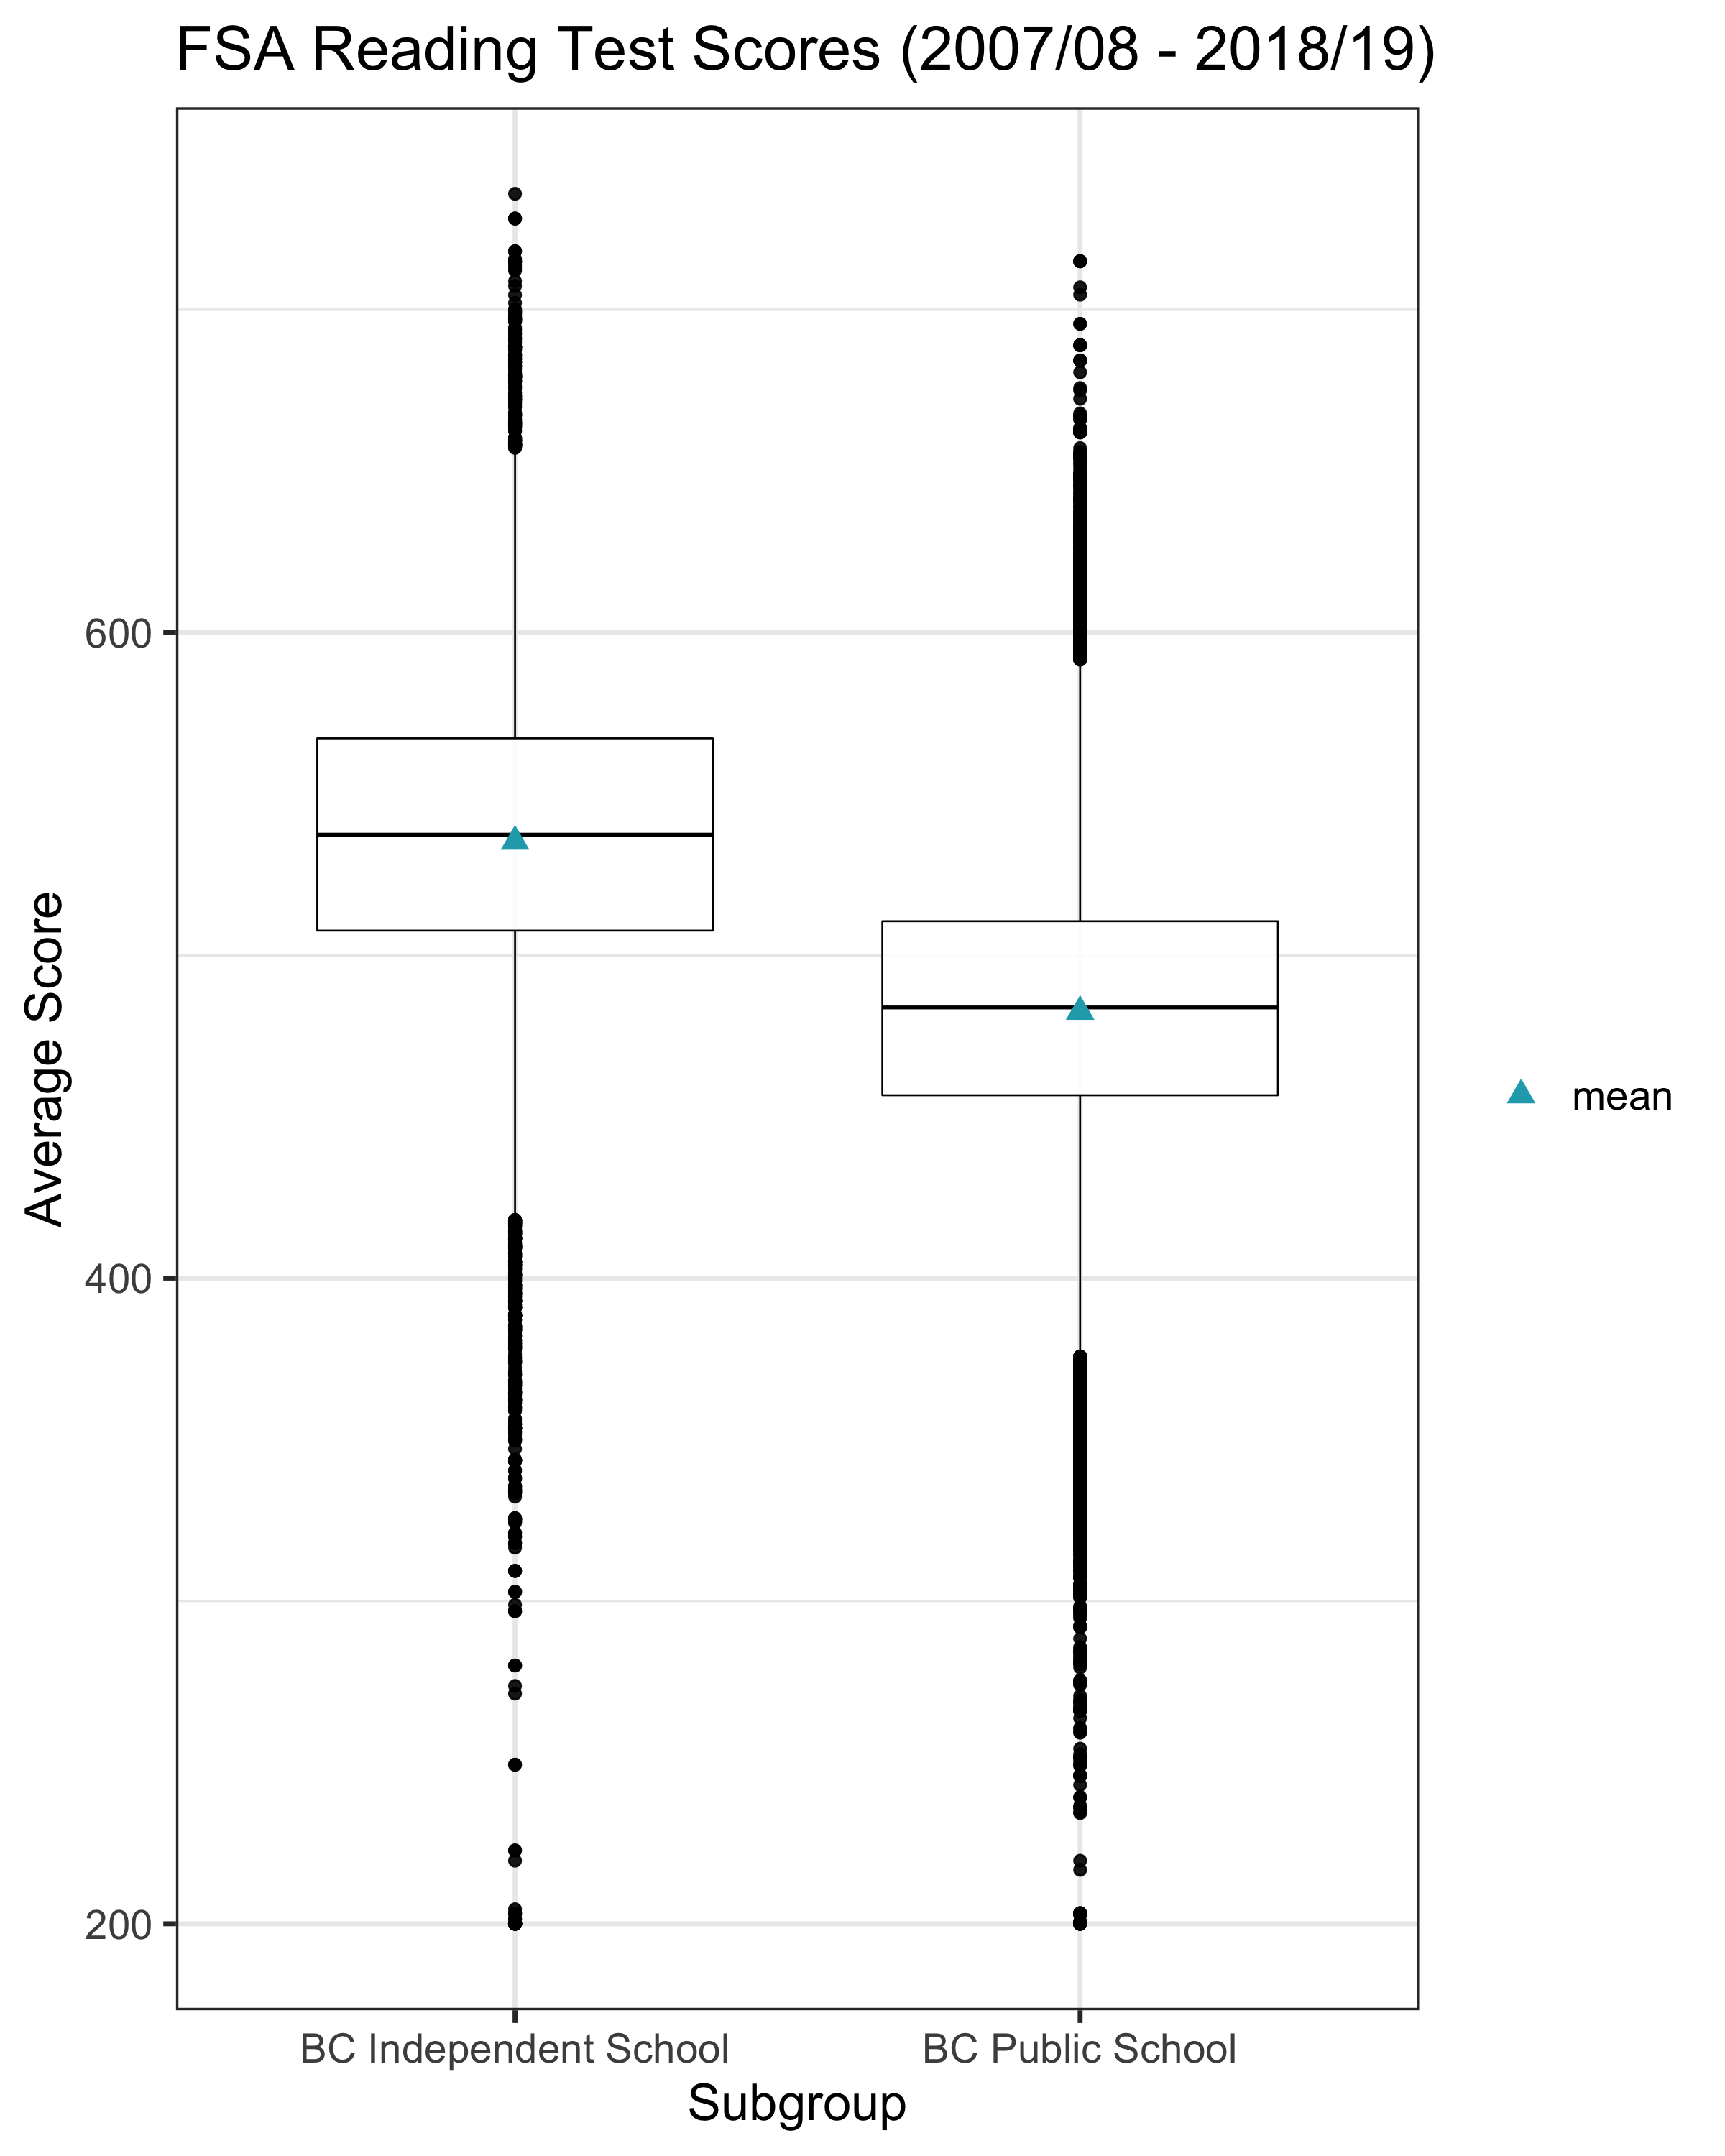 FSA Reading Test Scores (2007/08 - 2018/19)
Average Score
600
400
200
BC Independent School
BC Public School
Subgroup
mean